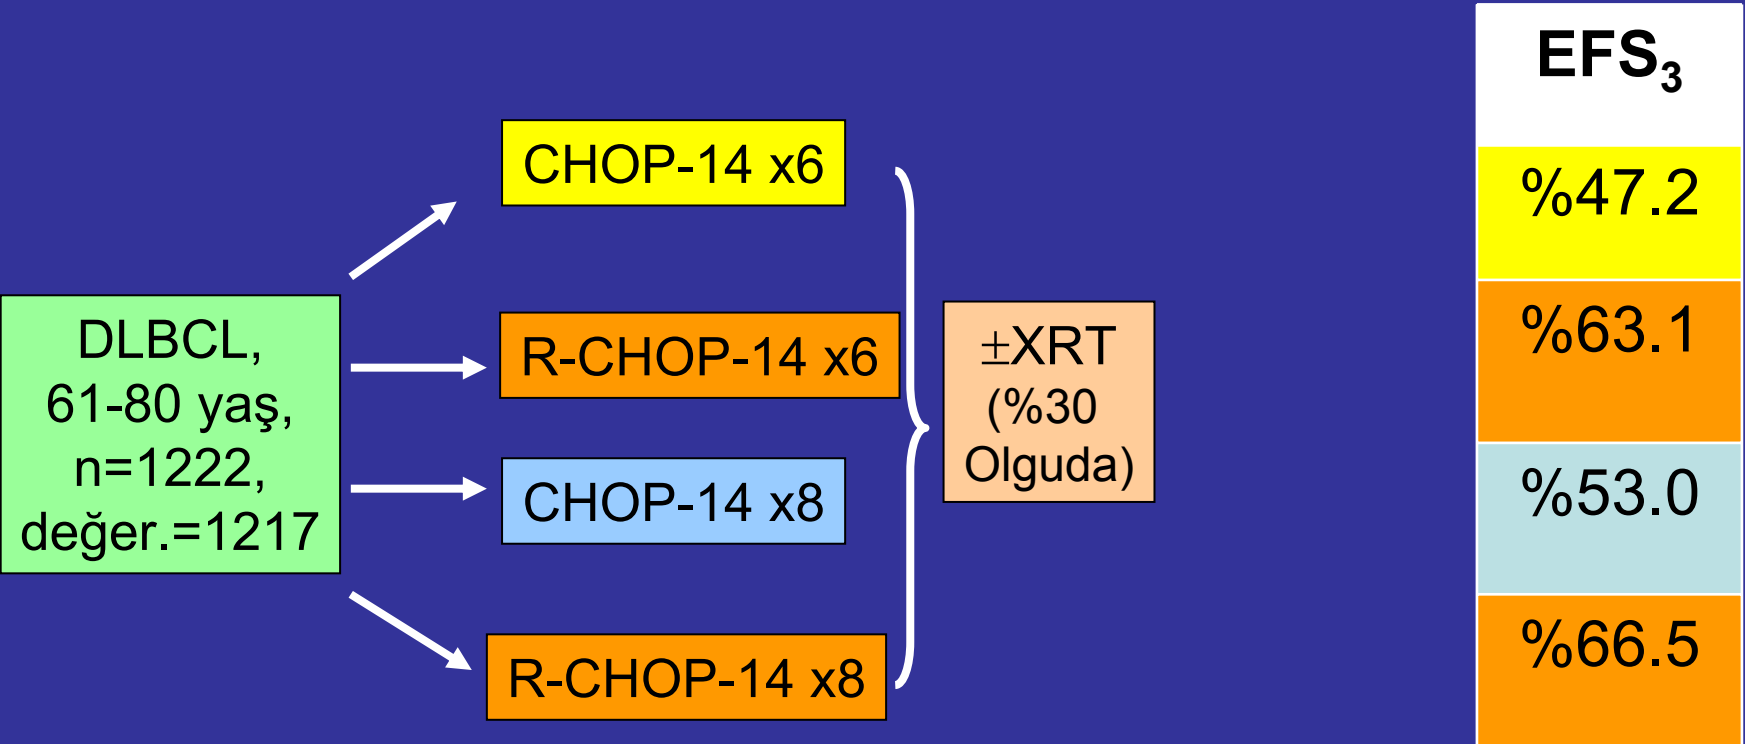 DLBCL,
61-80 yaş,
n=1222,
değer.=1217
CHOP-14 x6
R-CHOP-14 x6
CHOP-14 x8
R-CHOP-14 x8
±XRT
(%30
Olguda)
EFS₃
%47.2
%63.1
%53.0
%66.5